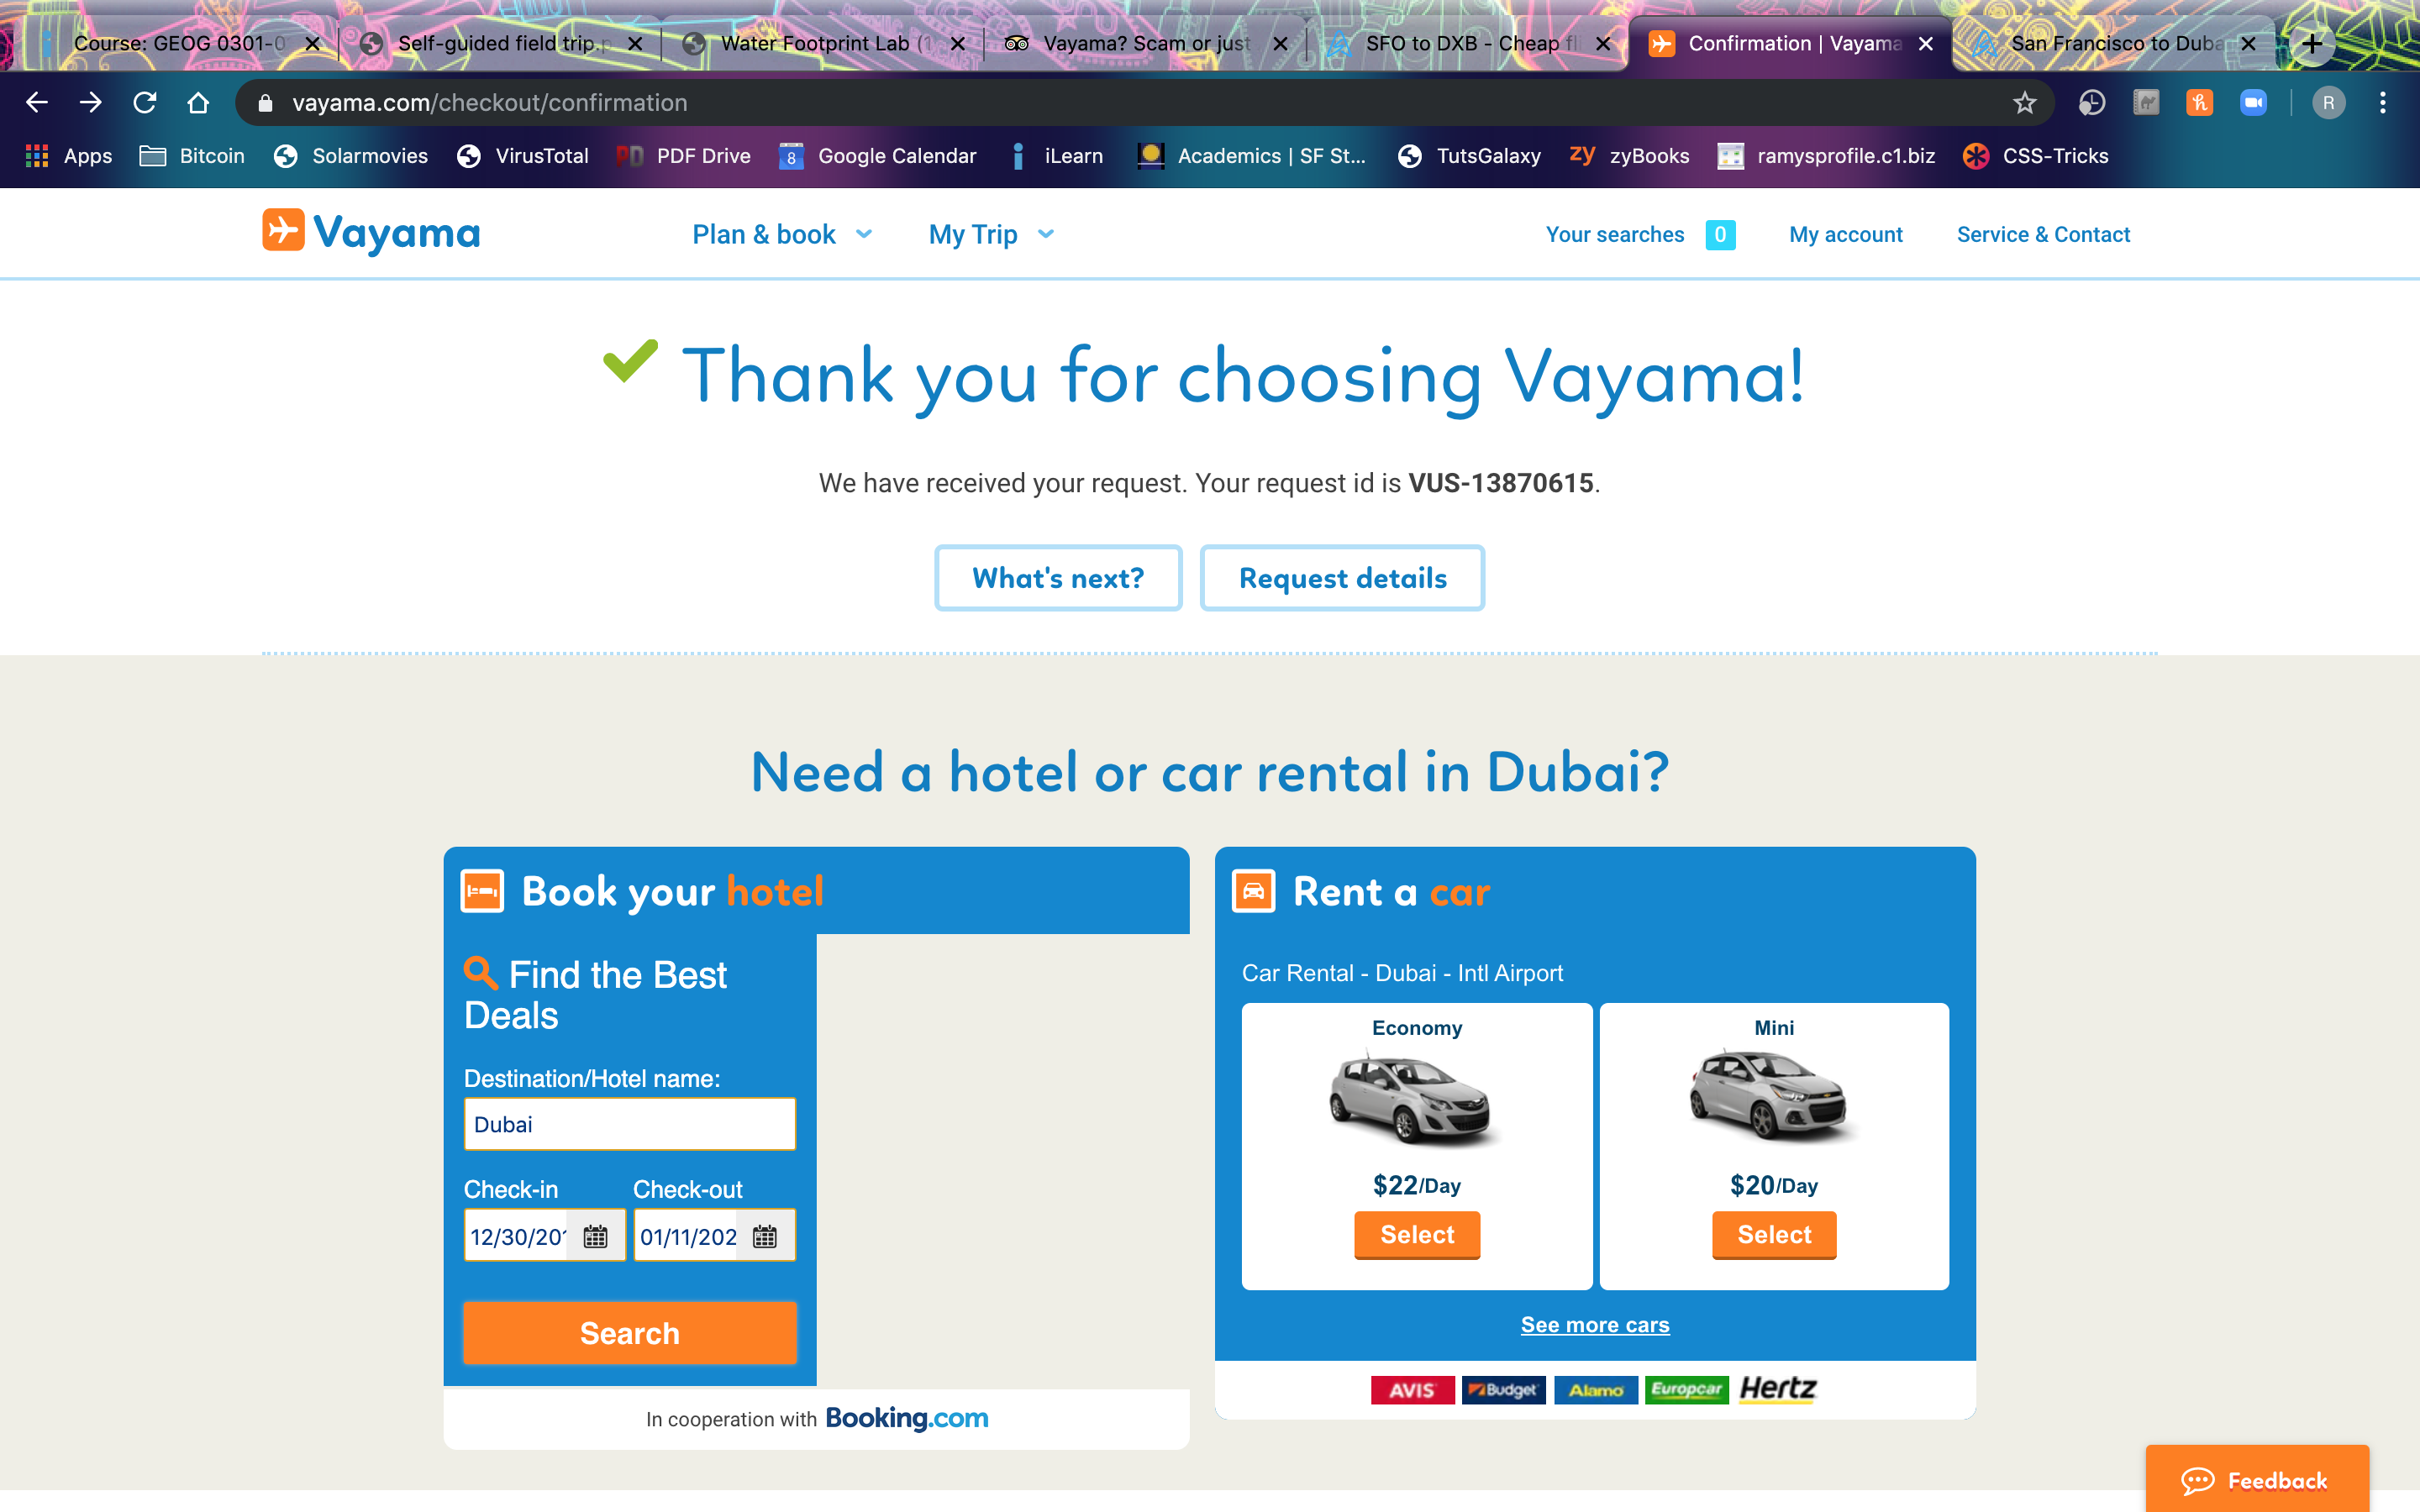 Course: GEOG 0301-0
Self-guided field trip.p
Water Footprint Lab (1
Vayama? Scam or just
SFO to DXB - Cheap fl
Confirmation | Vayama
San Francisco to Duba
vayama.com/checkout/confirmation
R
Apps
Bitcoin
Solarmovies
VirusTotal
PD PDF Drive
8 Google Calendar
iLearn
Academics | SF St...
TutsGalaxy
zy zyBooks
ramysprofile.c1.biz
CSS-Tricks
Vayama
Plan & book
My Trip
Your searches 0
My account
Service & Contact
Thank you for choosing Vayama!
We have received your request. Your request id is VUS-13870615.
What's next?
Request details
Need a hotel or car rental in Dubai?
Book your hotel
Find the Best
Deals
Destination/Hotel name:
Dubai
Check-in
Check-out
12/30/201
01/11/202
Search
In cooperation with Booking.com
Rent a car
Car Rental - Dubai - Intl Airport
Economy
$22/Day
Select
Mini
$20/Day
Select
See more cars
AVIS Budget Alamo Europcar Hertz
Feedback